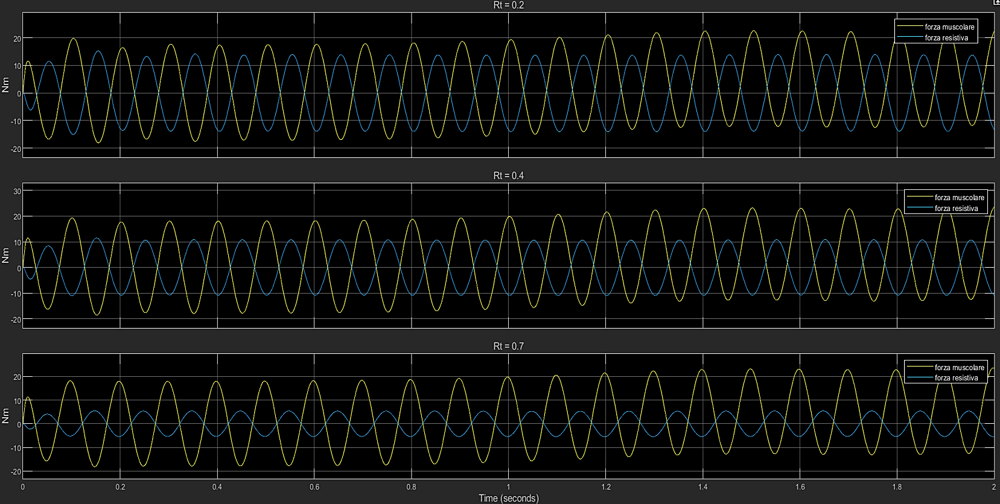 Rt = 0.2
forza muscolare
forza resistiva
20
10
0
-10
-20
Nm
Rt = 0.4
forza muscolare
forza resistiva
30
20
10
0
-10
-20
Nm
Rt = 0.7
forza muscolare
forza resistiva
20
10
0
-10
-20
Nm
0 0.2 0.4 0.6 0.8 1 1.2 1.4 1.6 1.8 2
Time (seconds)